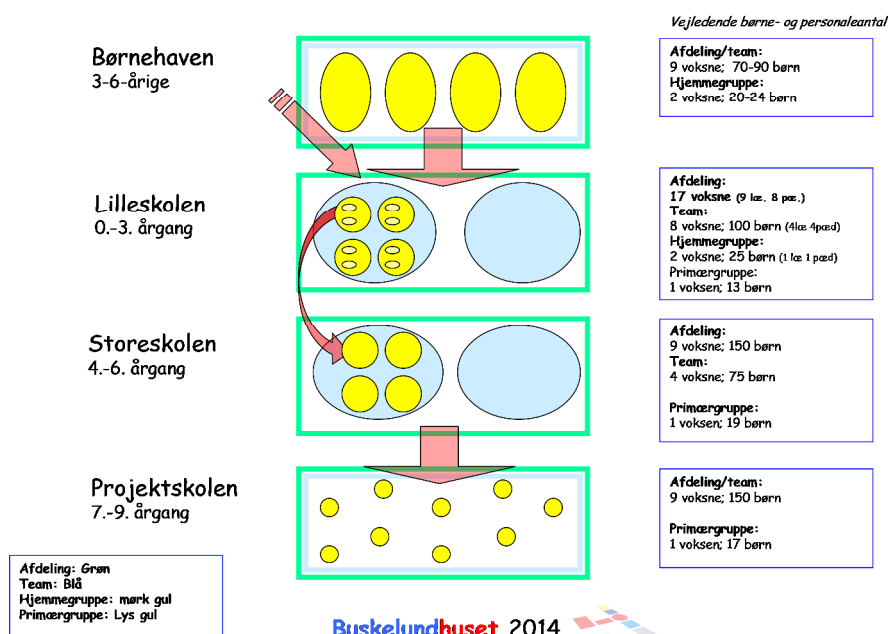 Vejledende børne- og personaleantal
Børnehaven
3-6-årige
Afdeling/team:
9 voksne; 70-90 børn
Hjemmegruppe:
2 voksne; 20-24 børn
Lilleskolen
0.-3. årgang
Afdeling:
17 voksne (9 læ. 8 pæ.)
Team:
8 voksne; 100 børn (4læ 4pæd)
Hjemmegruppe:
2 voksne; 25 børn (1 læ 1 pæd)
Primærgruppe:
1 voksen; 13 børn
Storeskolen
4.-6. årgang
Afdeling:
9 voksne; 150 børn
Team:
4 voksne; 75 børn
Primærgruppe:
1 voksen; 19 børn
Projektskolen
7.-9. årgang
Afdeling/team:
9 voksne; 150 børn
Primærgruppe:
1 voksen; 17 børn
Afdeling: Grøn
Team: Blå
Hjemmegruppe: mørk gul
Primærgruppe: Lys gul
Buskelundhuset 2014